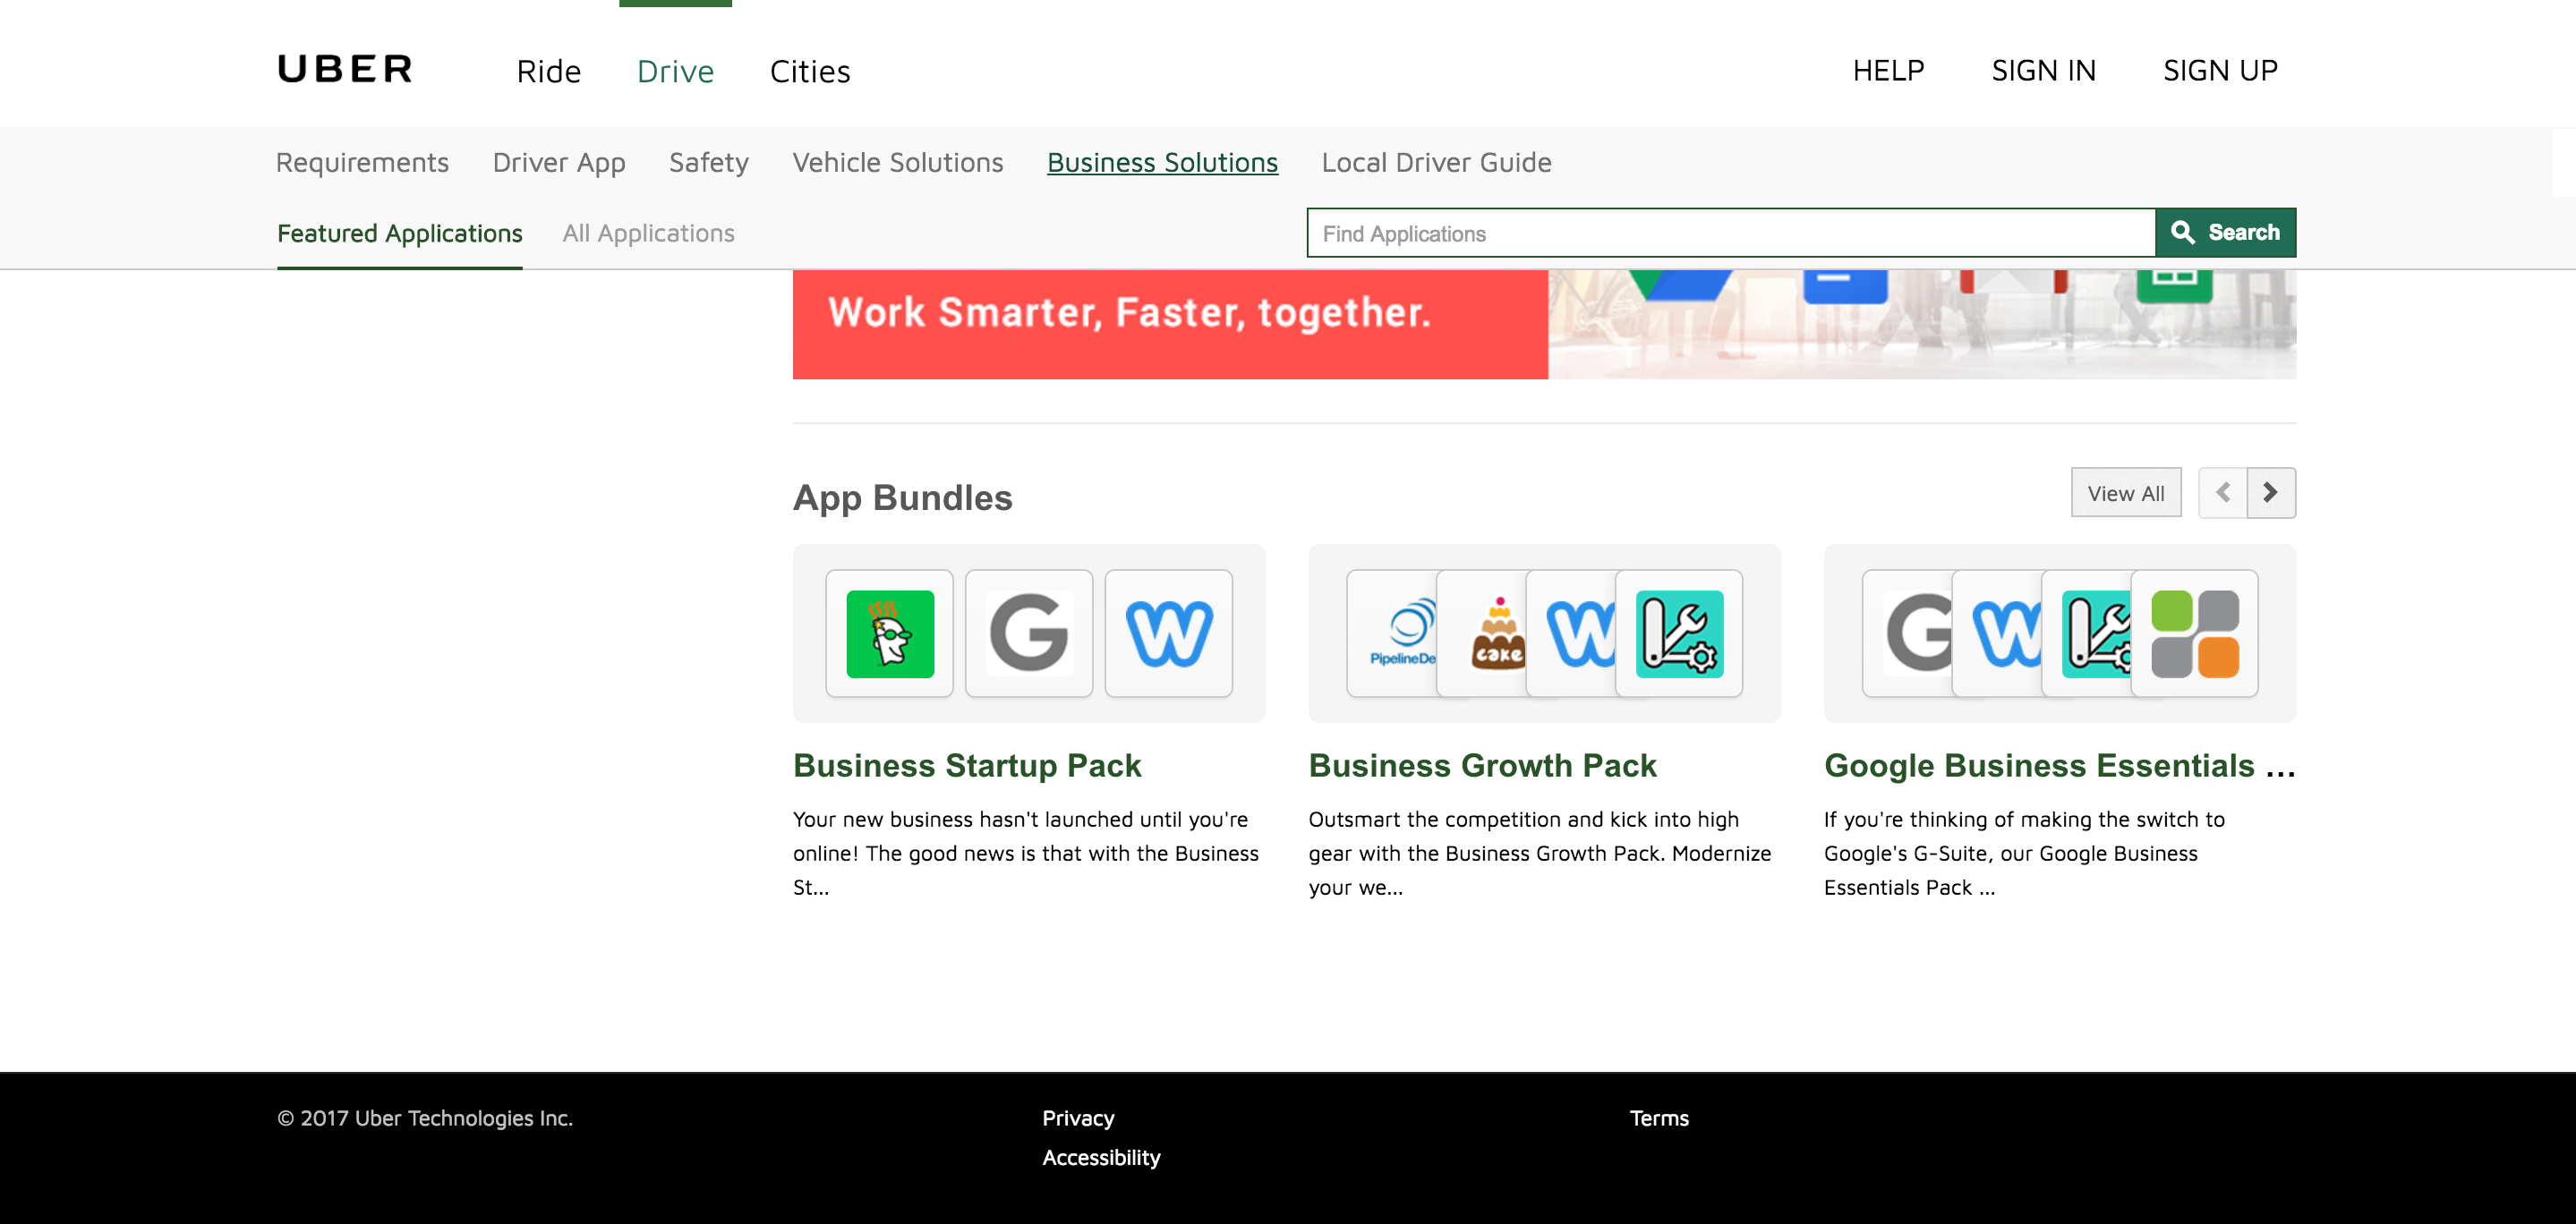 UBER Ride Drive Cities HELP SIGN IN SIGN UP
Requirements Driver App Safety Vehicle Solutions Business Solutions Local Driver Guide
Featured Applications All Applications Find Applications Search
Work Smarter, Faster, together.
App Bundles View All
G W
PipelineDe cake W
G W
Business Startup Pack
Your new business hasn't launched until you're
online! The good news is that with the Business
St...
Business Growth Pack
Outsmart the competition and kick into high
gear with the Business Growth Pack. Modernize
your we...
Google Business Essentials ...
If you're thinking of making the switch to
Google's G-Suite, our Google Business
Essentials Pack ...
© 2017 Uber Technologies Inc. Privacy Terms
Accessibility